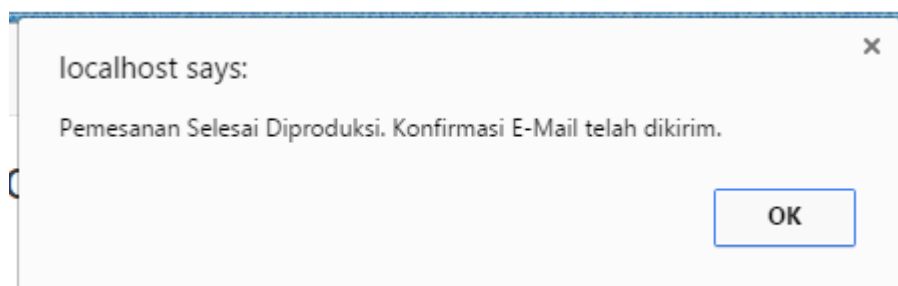 localhost says:
Pemesanan Selesai Diproduksi. Konfirmasi E-Mail telah dikirim.
OK